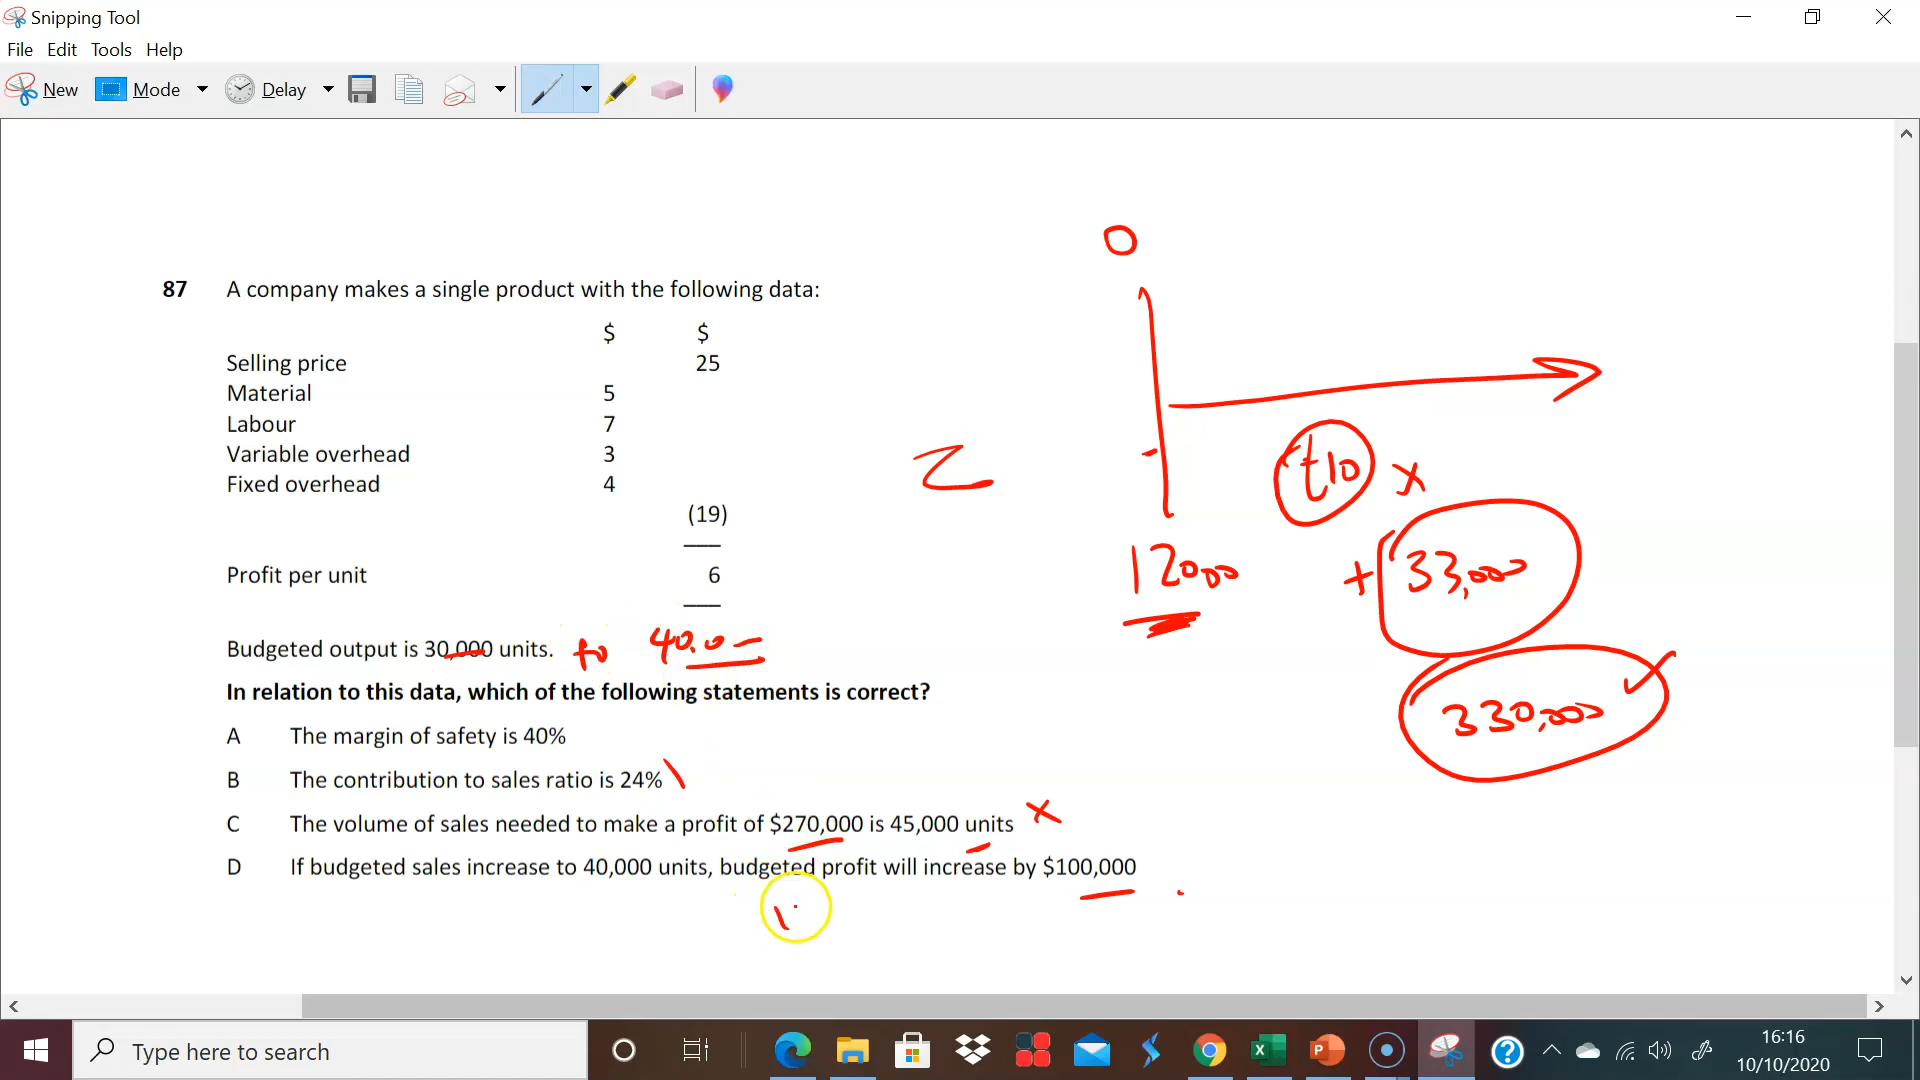 Snipping Tool
File Edit Tools Help
New Mode Delay
O
87 A company makes a single product with the following data:
$ $
Selling price 25
Material 5
Labour 7
Variable overhead 3
Fixed overhead 4
(19)
Profit per unit 6
x
12000
+ 33,000
330,000
Budgeted output is 30,000 units. to 40.0
In relation to this data, which of the following statements is correct?
A The margin of safety is 40%
B The contribution to sales ratio is 24%
C The volume of sales needed to make a profit of $270,000 is 45,000 units x
D If budgeted sales increase to 40,000 units, budgeted profit will increase by $100,000
Type here to search
16:16
10/10/2020